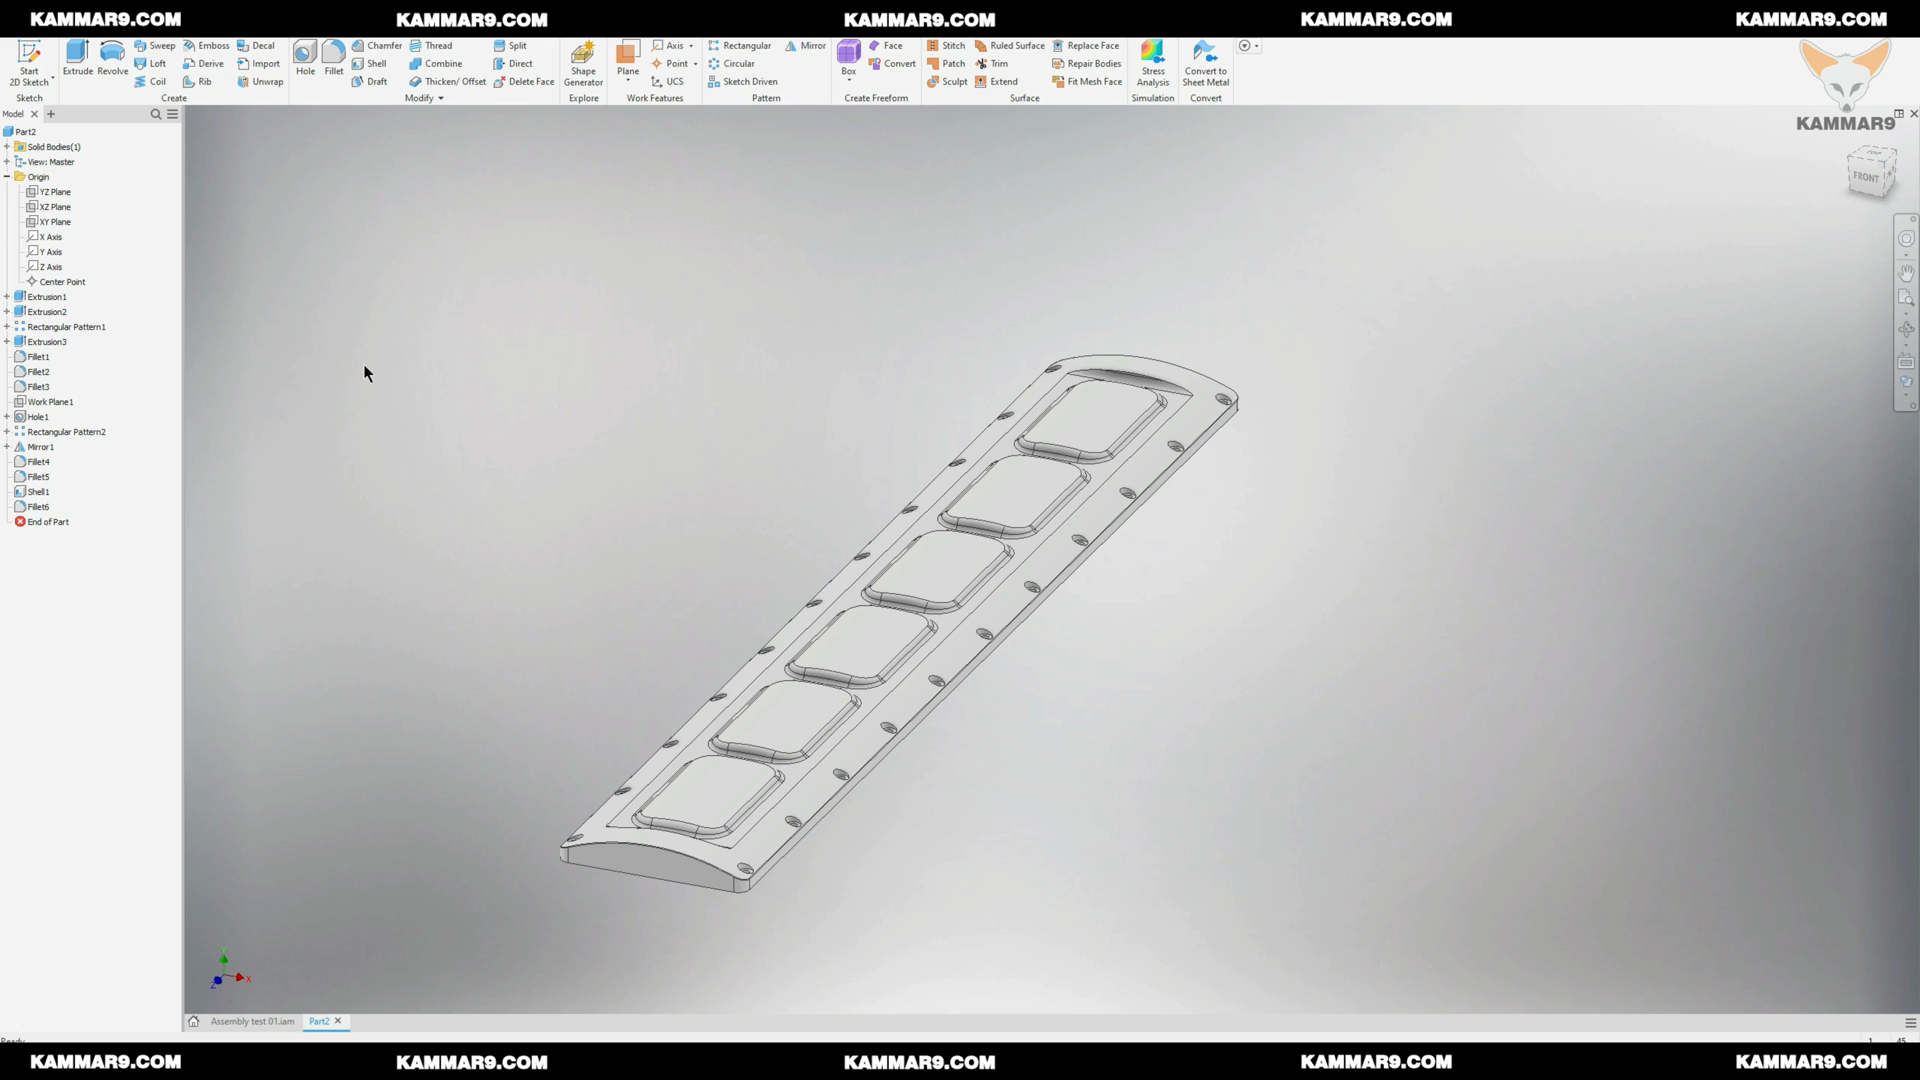 KAMMAR9.COM KAMMAR9.COM KAMMAR9.COM KAMMAR9.COM KAMMAR9.COM
Sweep Emboss Decal Chamfer Thread Split Axis Rectangular Mirror Face Stitch Ruled Surface Replace Face
Start 2D Sketch Extrude Revolve Loft Derive Import Hole Fillet Shell Combine Direct Shape Generator Plane Point Circular Box Convert Patch Trim Repair Bodies Stress Analysis Convert to Sheet Metal
Coil Rib Unwrap Draft Thicken/ Offset Delete Face UCS Sketch Driven Sculpt Extend Fit Mesh Face
Sketch Create Modify Explore Work Features Pattern Create Freeform Surface Simulation Convert
KAMMAR9
Model
Part2
Solid Bodies(1)
View: Master
Origin
YZ Plane
XZ Plane
XY Plane
X Axis
Y Axis
Z Axis
Center Point
Extrusion1
Extrusion2
Rectangular Pattern1
Extrusion3
Fillet1
Fillet2
Fillet3
Work Plane1
Hole1
Rectangular Pattern2
Mirror1
Fillet4
Fillet5
Shell1
Fillet6
End of Part
TOP
FRONT
Y
X
Z
Assembly test 01.iam Part2
KAMMAR9.COM KAMMAR9.COM KAMMAR9.COM KAMMAR9.COM KAMMAR9.COM